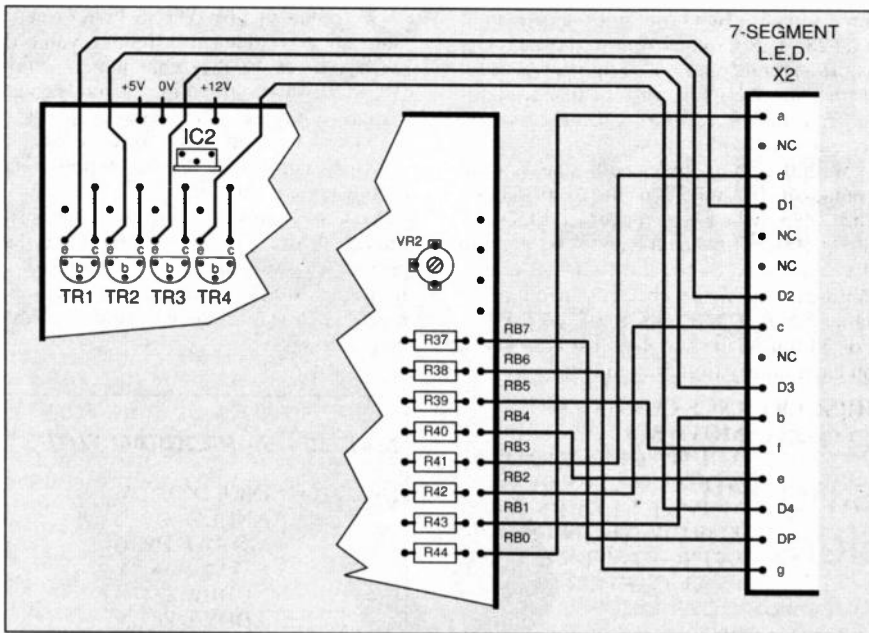 7-SEGMENT
L.E.D.
X2
+5V 0V +12V
IC2
e c e c e c e c
b b b b
TR1 TR2 TR3 TR4
VR2
R37 RB7
R38 RB6
R39 RB5
R40 RB4
R41 RB3
R42 RB2
R43 RB1
R44 RB0
a
NC
d
D1
NC
NC
D2
c
NC
D3
b
f
e
D4
DP
g